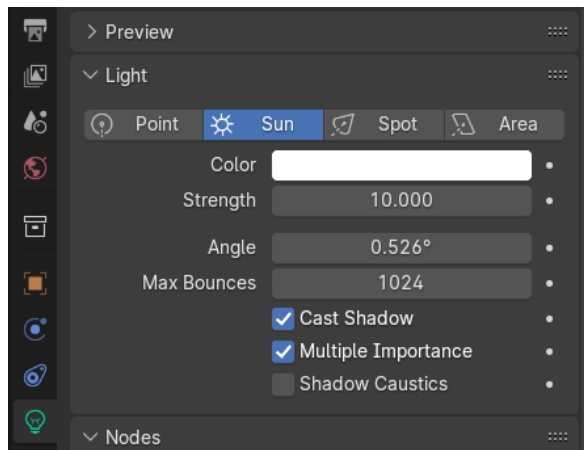 Preview
Light
Point Sun Spot Area
Color
Strength 10.000
Angle 0.526°
Max Bounces 1024
Cast Shadow
Multiple Importance
Shadow Caustics
Nodes